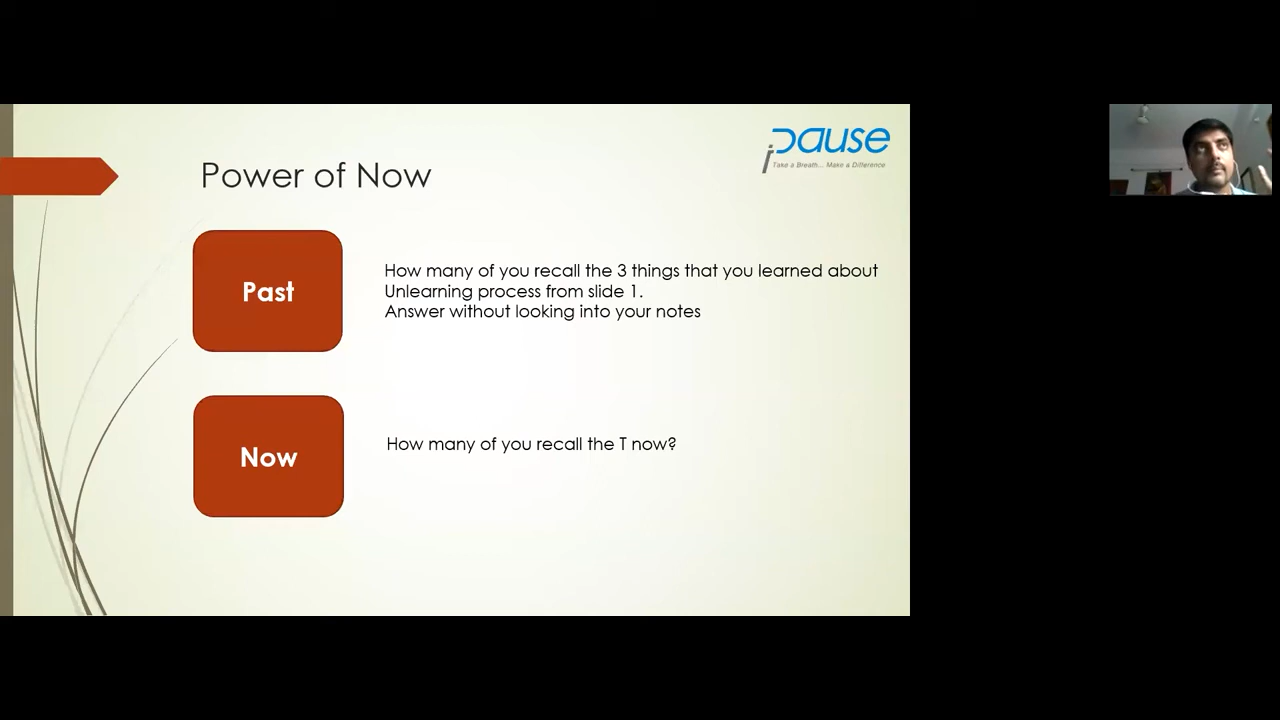 iPause
Take a Breath... Make a Difference
Power of Now
Past
How many of you recall the 3 things that you learned about
Unlearning process from slide 1.
Answer without looking into your notes
Now
How many of you recall the T now?